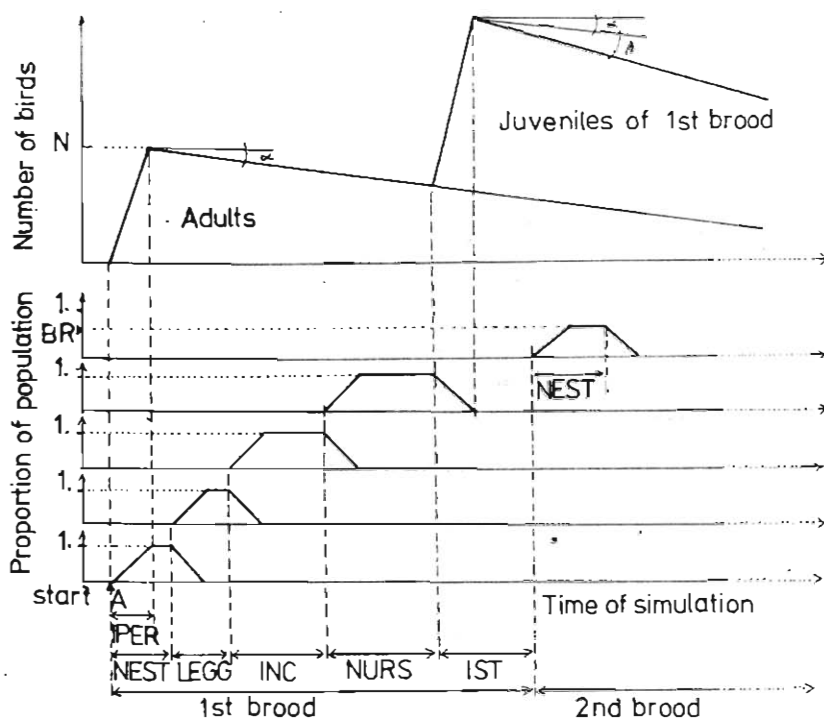 Number of birds
N
α
Adults
α
β
Juveniles of 1st brood
Proportion of population
1.
BR
NEST
1.
1.
1.
1.
start
A
Time of simulation
PER
NEST
LEGG
INC
NURS
IST
1st brood
2nd brood